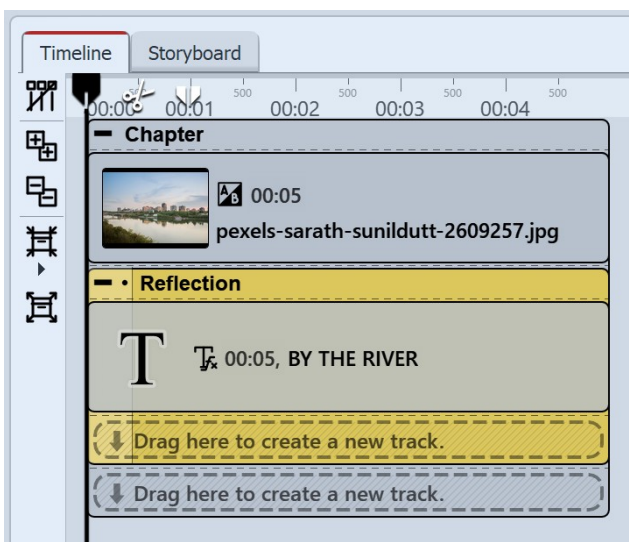 Timeline Storyboard
500 500 500 500 500
00:00 00:01 00:02 00:03 00:04
Chapter
00:05
pexels-sarath-sunildutt-2609257.jpg
Reflection
T Tfx 00:05, BY THE RIVER
Drag here to create a new track.
Drag here to create a new track.